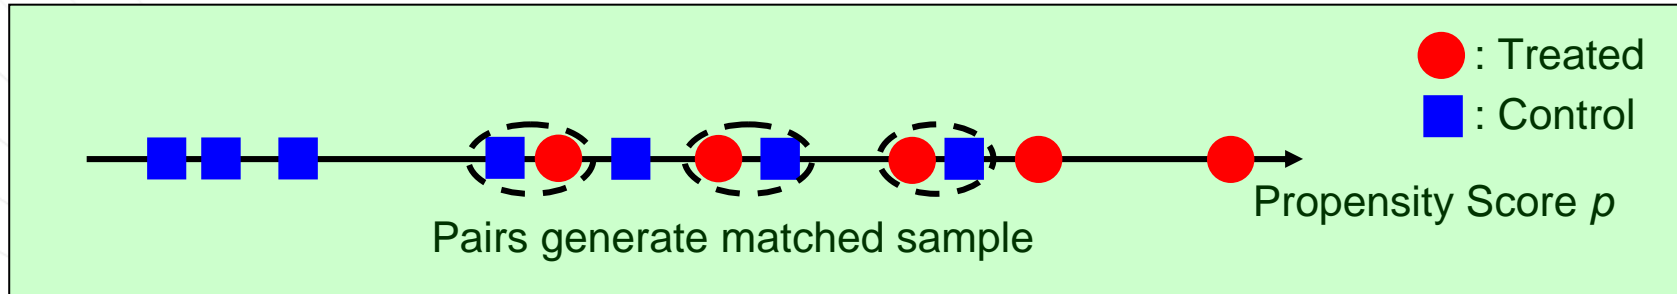 : Treated
: Control
Propensity Score p
Pairs generate matched sample